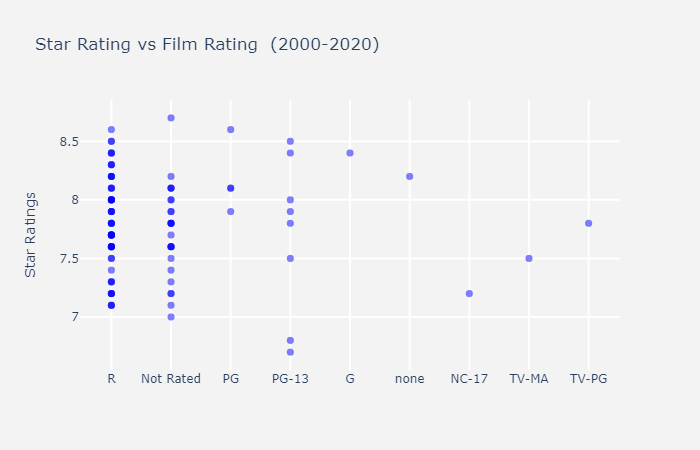 Star Rating vs Film Rating  (2000-2020)
Star Ratings
8.5
8
7.5
7
R Not Rated PG PG-13 G none NC-17 TV-MA TV-PG